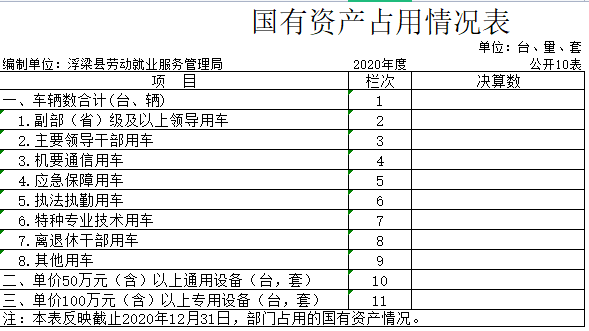 国有资产占用情况表
单位：台、量、套
编制单位：浮梁县劳动就业服务管理局 2020年度 公开10表
项 目 栏次 决算数
一、车辆数合计(台、辆) 1
1.副部（省）级及以上领导用车 2
2.主要领导干部用车 3
3.机要通信用车 4
4.应急保障用车 5
5.执法执勤用车 6
6.特种专业技术用车 7
7.离退休干部用车 8
8.其他用车 9
二、单价50万元（含）以上通用设备（台，套） 10
三、单价100万元（含）以上专用设备（台，套） 11
注：本表反映截止2020年12月31日，部门占用的国有资产情况。